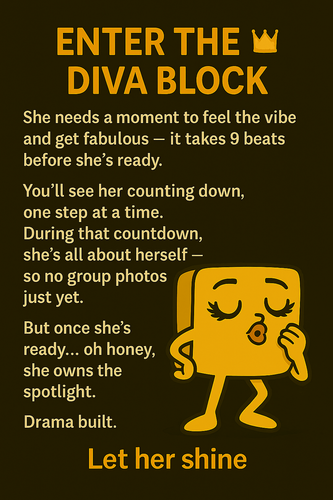 ENTER THE
DIVA BLOCK
She needs a moment to feel the vibe
and get fabulous – it takes 9 beats
before she's ready.
You'll see her counting down,
one step at a time.
During that countdown,
she's all about herself –
so no group photos
just yet.
But once she's
ready... oh honey,
she owns the
spotlight.
Drama built.
Let her shine